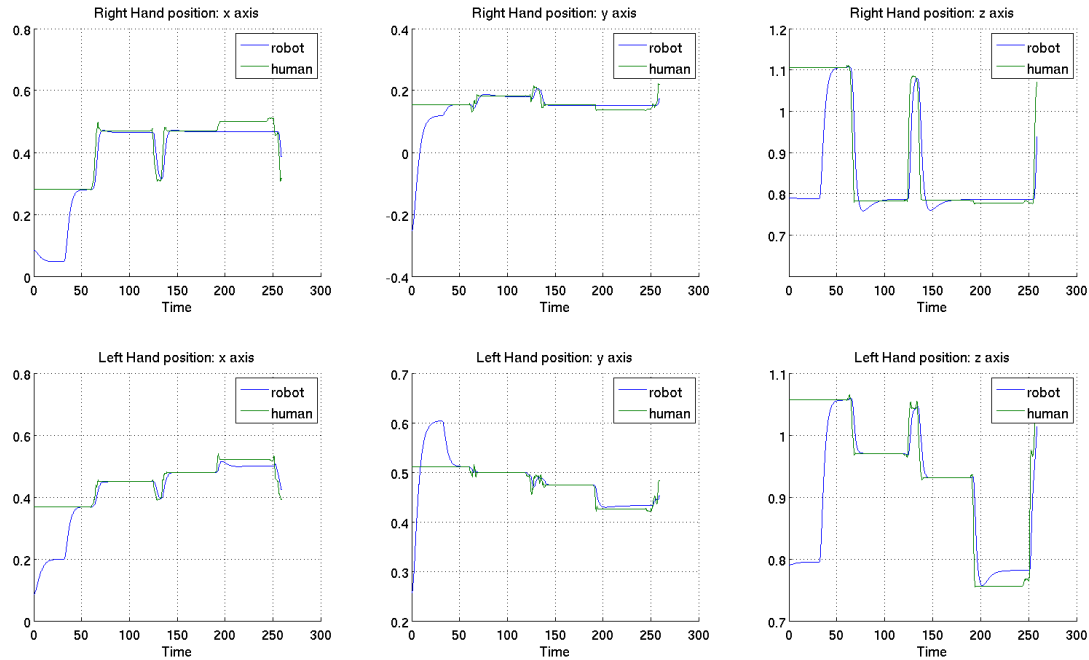 Right Hand position: x axis
0.8
0.6
0.4
0.2
0
0 50 100 150 200 250 300
Time
robot
human
Right Hand position: y axis
0.4
0.2
0
-0.2
-0.4
0 50 100 150 200 250 300
Time
robot
human
Right Hand position: z axis
1.2
1.1
1
0.9
0.8
0.7
0 50 100 150 200 250 300
Time
robot
human
Left Hand position: x axis
0.8
0.6
0.4
0.2
0
0 50 100 150 200 250 300
Time
robot
human
Left Hand position: y axis
0.7
0.6
0.5
0.4
0.3
0.2
0 50 100 150 200 250 300
Time
robot
human
Left Hand position: z axis
1.1
1
0.9
0.8
0.7
0 50 100 150 200 250 300
Time
robot
human